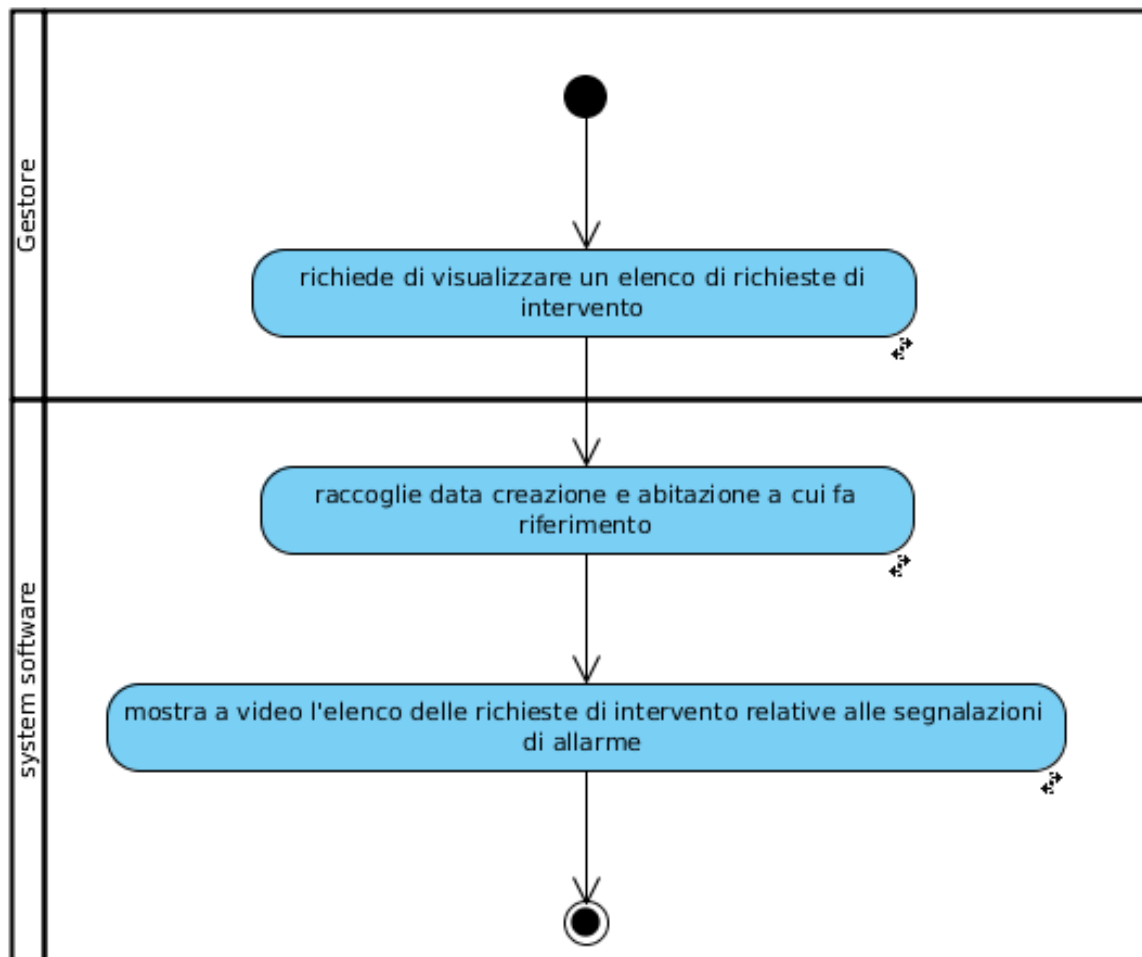 Gestore
richiede di visualizzare un elenco di richieste di
intervento
system software
raccoglie data creazione e abitazione a cui fa
riferimento
mostra a video l'elenco delle richieste di intervento relative alle segnalazioni
di allarme